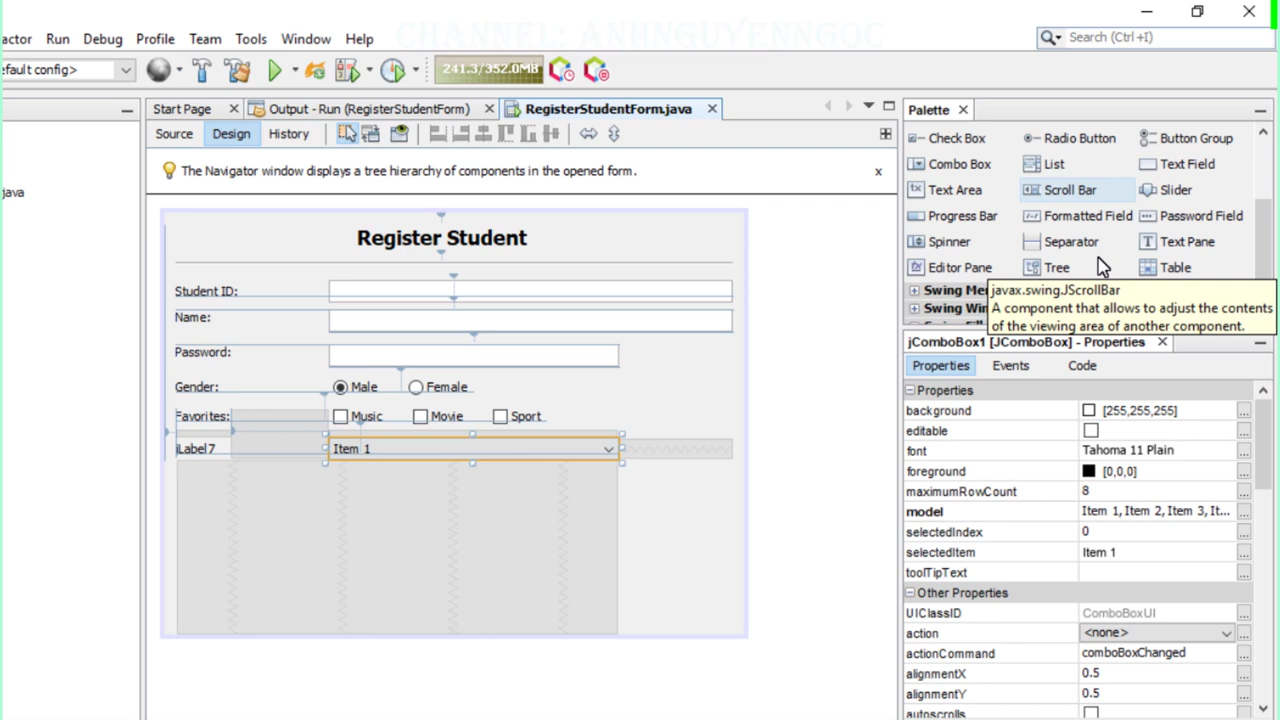 CHANNEL: ANHNGUYENNGOC
actor Run Debug Profile Team Tools Window Help
Search (Ctrl+I)
efault config>
241.3/352.0MB
Start Page Output - Run (RegisterStudentForm) RegisterStudentForm.java
Source Design History
The Navigator window displays a tree hierarchy of components in the opened form. x
java
Register Student
Student ID:
Name:
Password:
Gender: Male Female
Favorites: Music Movie Sport
jLabel7 Item 1
Palette
Check Box Radio Button Button Group
Combo Box List Text Field
Text Area Scroll Bar Slider
Progress Bar Formatted Field Password Field
Spinner Separator Text Pane
Editor Pane Tree Table
Swing Me
Swing Win
javax.swing.JScrollBar
A component that allows to adjust the contents
of the viewing area of another component.
jComboBox1 [JComboBox] - Properties
Properties Events Code
Properties
background [255,255,255]
editable
font Tahoma 11 Plain
foreground [0,0,0]
maximumRowCount 8
model Item 1, Item 2, Item 3, It...
selectedIndex 0
selectedItem Item 1
toolTipText
Other Properties
UIClassID ComboBoxUI
action <none>
actionCommand comboBoxChanged
alignmentX 0.5
alignmentY 0.5
autoscrolls